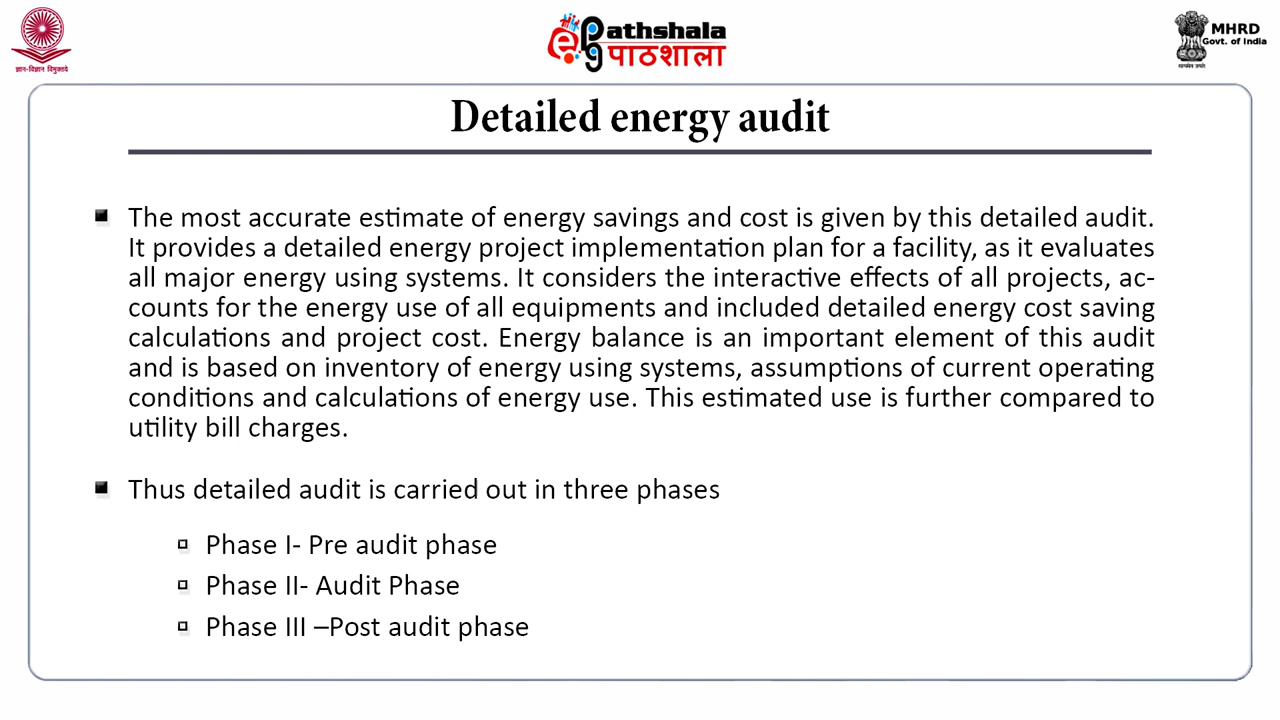 ज्ञान-विज्ञान विमुक्तये
ePG athshala
पाठशाला
MHRD
Govt. of India
सत्यमेव जयते
Detailed energy audit
The most accurate estimate of energy savings and cost is given by this detailed audit.
It provides a detailed energy project implementation plan for a facility, as it evaluates
all major energy using systems. It considers the interactive effects of all projects, ac-
counts for the energy use of all equipments and included detailed energy cost saving
calculations and project cost. Energy balance is an important element of this audit
and is based on inventory of energy using systems, assumptions of current operating
conditions and calculations of energy use. This estimated use is further compared to
utility bill charges.
Thus detailed audit is carried out in three phases
Phase I- Pre audit phase
Phase II- Audit Phase
Phase III –Post audit phase